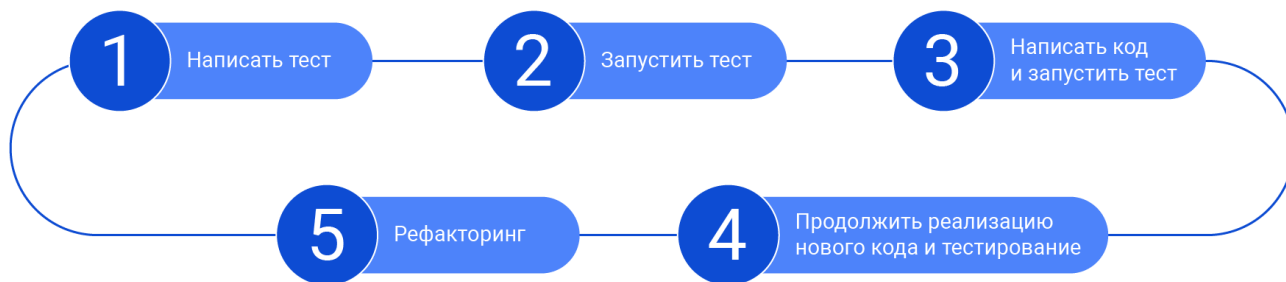 1
Написать тест
2
Запустить тест
3
Написать код
и запустить тест
4
Продолжить реализацию
нового кода и тестирование
5
Рефакторинг